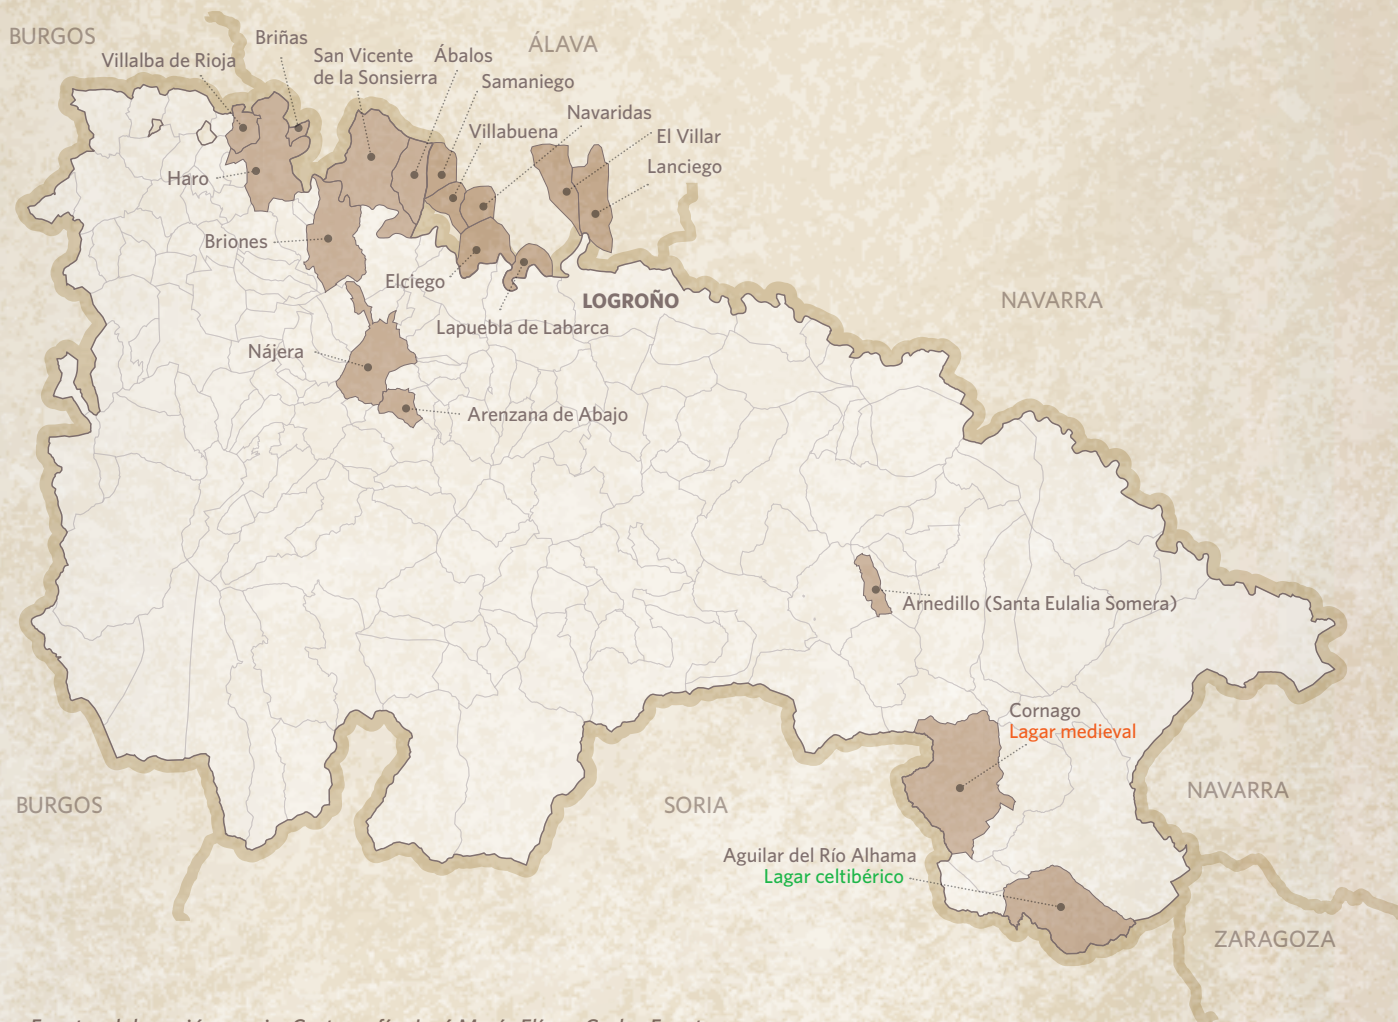 BURGOS
Briñas
Villalba de Rioja
San Vicente
de la Sonsierra
Ábalos
ÁLAVA
Samaniego
Navaridas
Villabuena
El Villar
Lanciego
Haro
Briones
Elciego
LOGROÑO
NAVARRA
Lapuebla de Labarca
Nájera
Arenzana de Abajo
Arnedillo (Santa Eulalia Somera)
Cornago
Lagar medieval
BURGOS
SORIA
NAVARRA
Aguilar del Río Alhama
Lagar celtibérico
ZARAGOZA